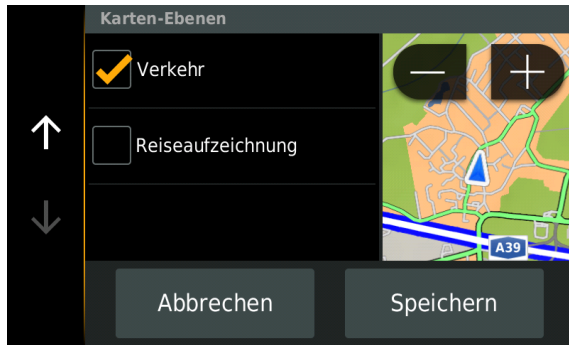 Karten-Ebenen
Verkehr
Reiseaufzeichnung
A39
Abbrechen
Speichern